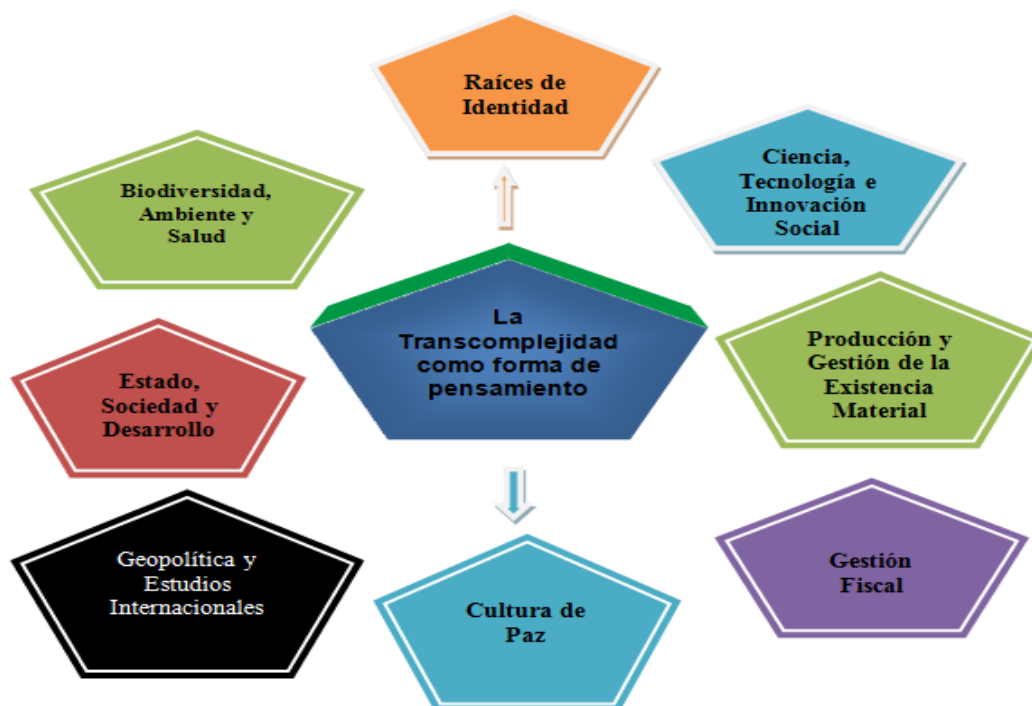 Raíces de
Identidad
Ciencia,
Tecnología e
Innovación
Social
Biodiversidad,
Ambiente y
Salud
La
Transcomplejidad
como forma de
pensamiento
Producción y
Gestión de la
Existencia
Material
Estado,
Sociedad y
Desarrollo
Geopolítica y
Estudios
Internacionales
Cultura de
Paz
Gestión
Fiscal